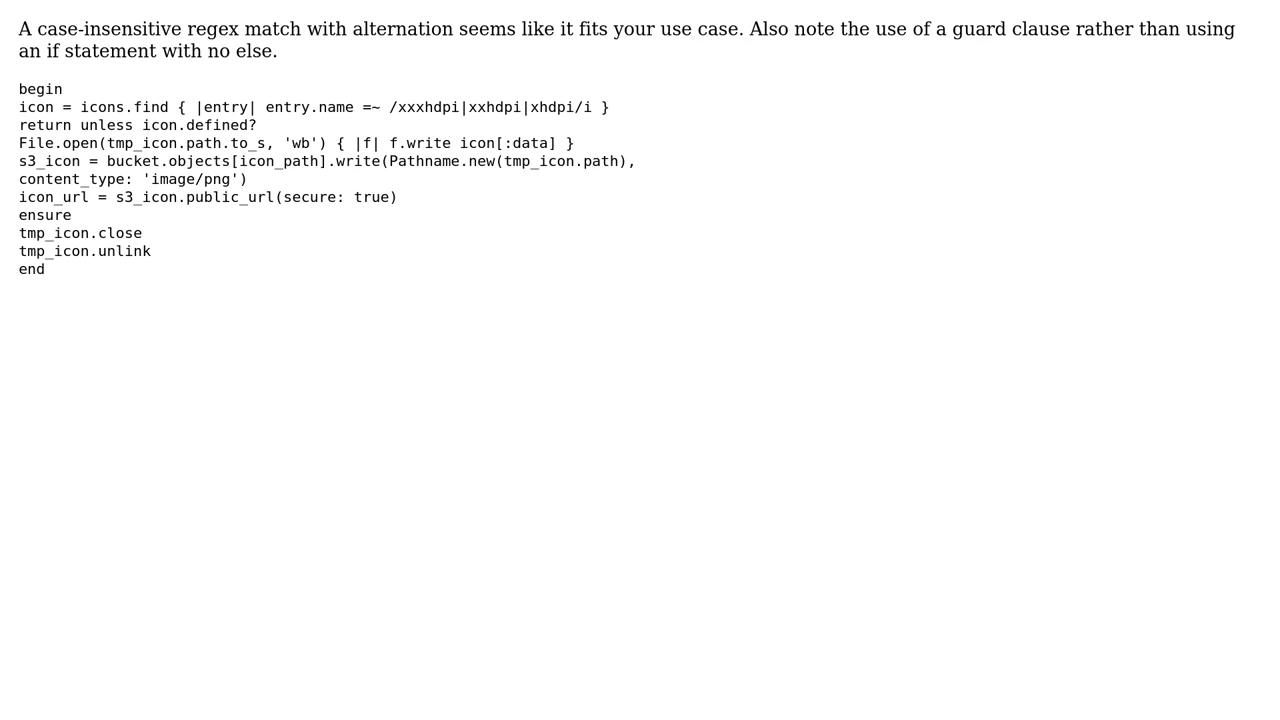 A case-insensitive regex match with alternation seems like it fits your use case. Also note the use of a guard clause rather than using
an if statement with no else.
begin
icon = icons.find { |entry| entry.name =~ /xxxhdpi|xxhdpi|xhdpi/i }
return unless icon.defined?
File.open(tmp_icon.path.to_s, 'wb') { |f| f.write icon[:data] }
s3_icon = bucket.objects[icon_path].write(Pathname.new(tmp_icon.path),
content_type: 'image/png')
icon_url = s3_icon.public_url(secure: true)
ensure
tmp_icon.close
tmp_icon.unlink
end